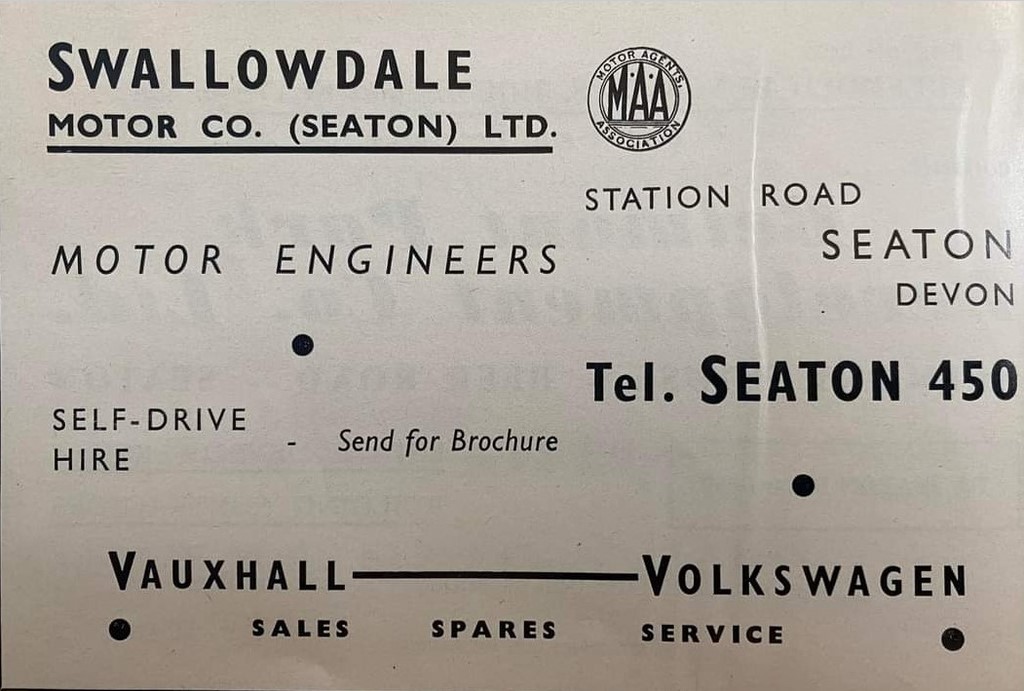 SWALLOWDALE
MOTOR CO. (SEATON) LTD.
MOTOR AGENTS, ASSOCIATION
MAA
STATION ROAD
SEATON
DEVON
MOTOR ENGINEERS
Tel. SEATON 450
SELF-DRIVE
HIRE
- Send for Brochure
VAUXHALL — VOLKSWAGEN
SALES SPARES SERVICE